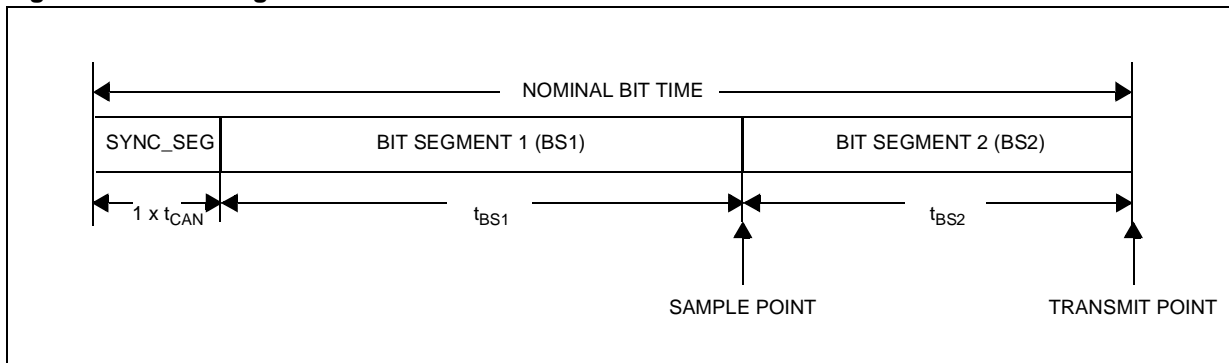 NOMINAL BIT TIME
SYNC_SEG BIT SEGMENT 1 (BS1) BIT SEGMENT 2 (BS2)
1 x tCAN tBS1 tBS2
SAMPLE POINT TRANSMIT POINT